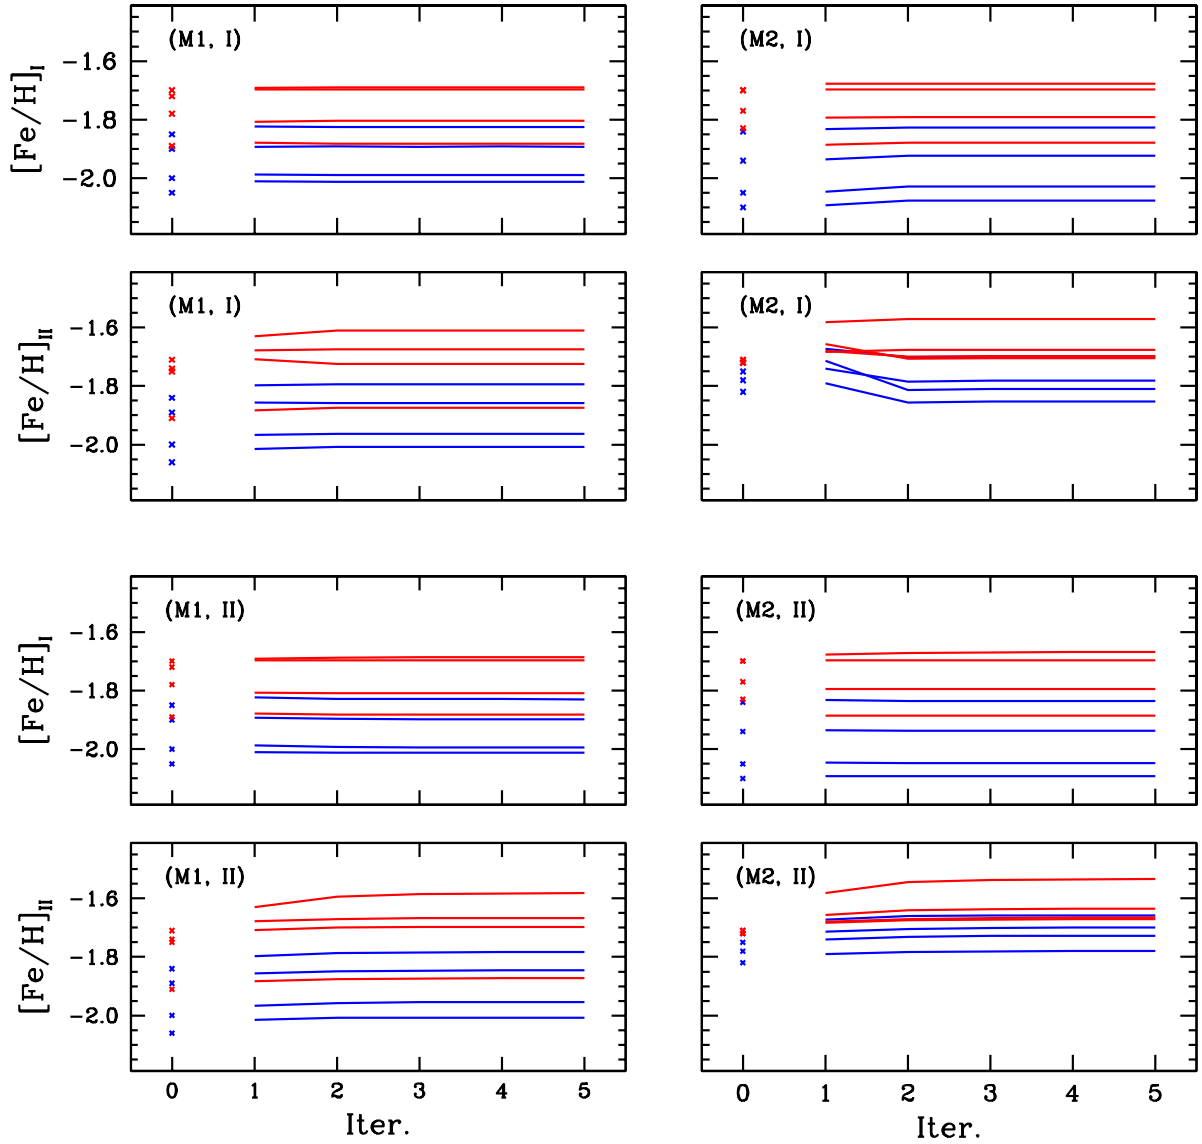 (M1, I)
[Fe/H]I
−1.6
−1.8
−2.0
(M2, I)
(M1, I)
[Fe/H]II
−1.6
−1.8
−2.0
(M2, I)
(M1, II)
[Fe/H]I
−1.6
−1.8
−2.0
(M2, II)
(M1, II)
[Fe/H]II
−1.6
−1.8
−2.0
(M2, II)
0 1 2 3 4 5
Iter.
0 1 2 3 4 5
Iter.